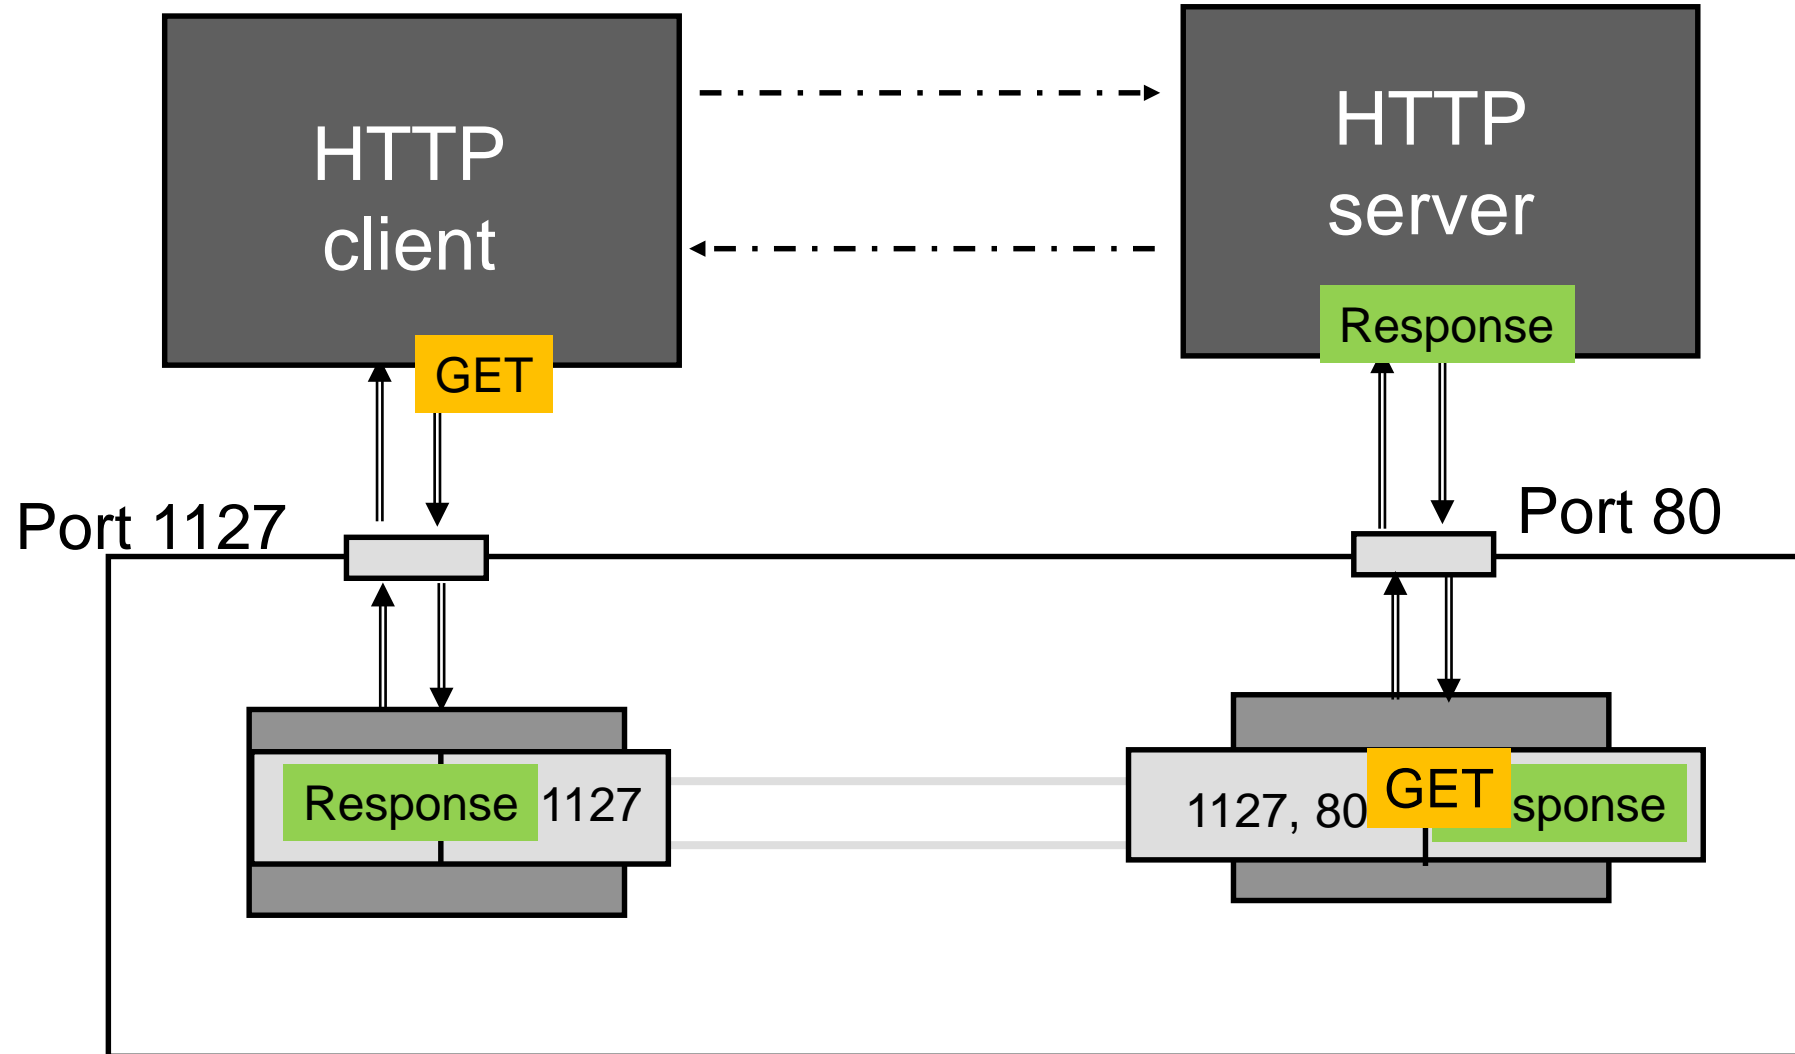 HTTP
client
HTTP
server
Response
GET
Port 1127
Port 80
Response 1127
1127, 80 GET sponse